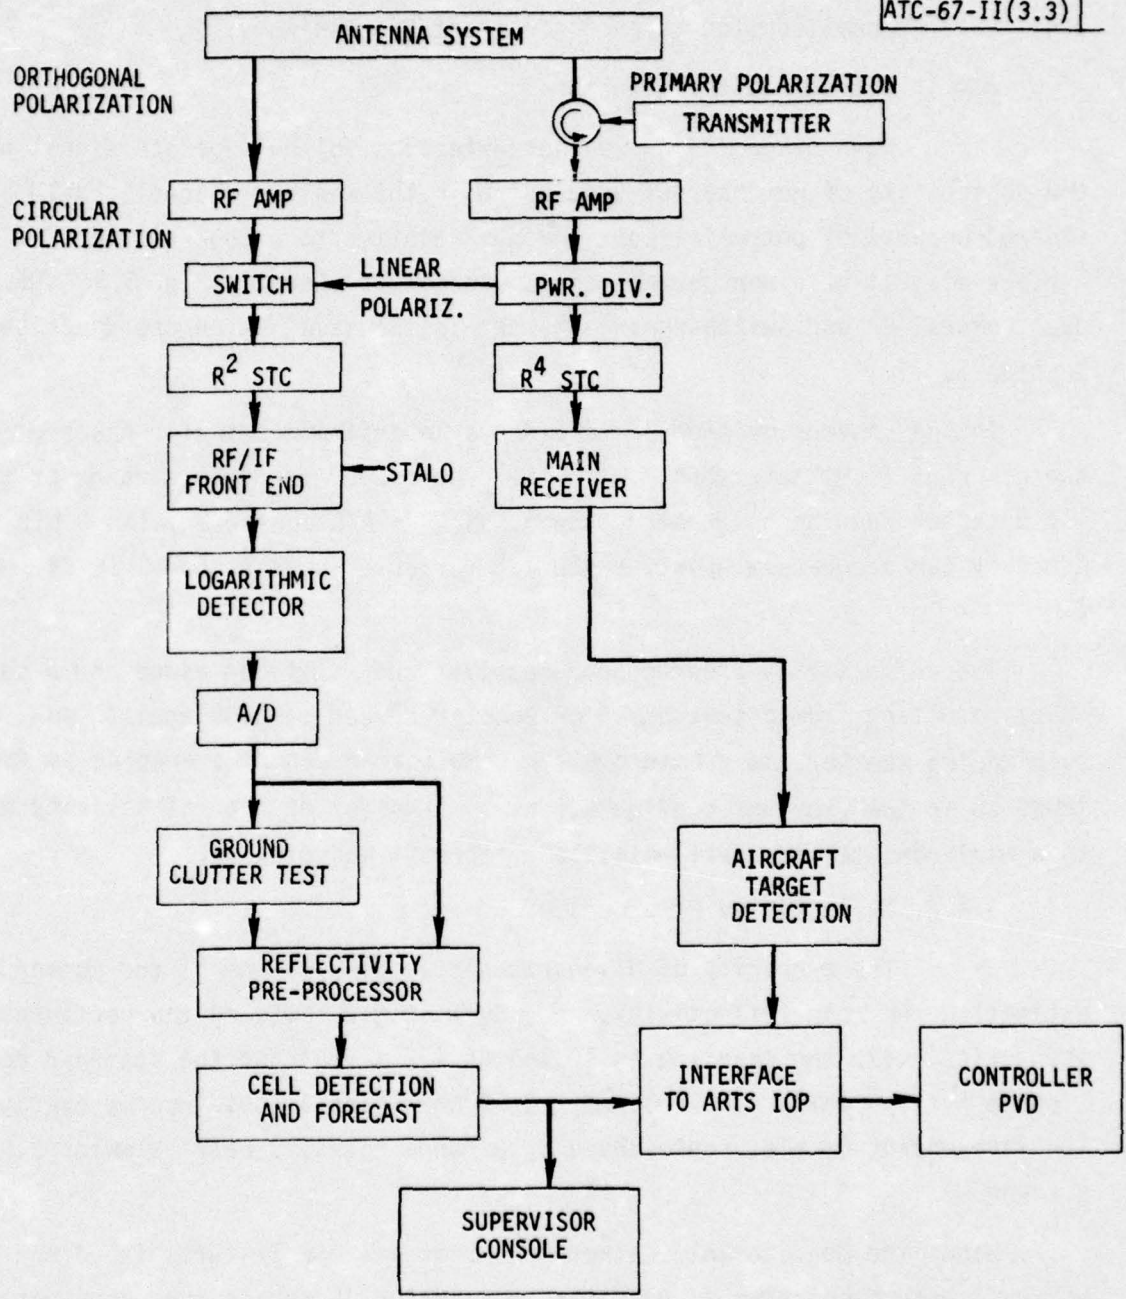 ATC-67-II(3.3)
ANTENNA SYSTEM
ORTHOGONAL
POLARIZATION
PRIMARY POLARIZATION
TRANSMITTER
RF AMP
RF AMP
CIRCULAR
POLARIZATION
SWITCH
LINEAR
POLARIZ.
PWR. DIV.
R² STC
R⁴ STC
RF/IF
FRONT END
STALO
MAIN
RECEIVER
LOGARITHMIC
DETECTOR
A/D
GROUND
CLUTTER TEST
AIRCRAFT
TARGET
DETECTION
REFLECTIVITY
PRE-PROCESSOR
CELL DETECTION
AND FORECAST
INTERFACE
TO ARTS IOP
CONTROLLER
PVD
SUPERVISOR
CONSOLE